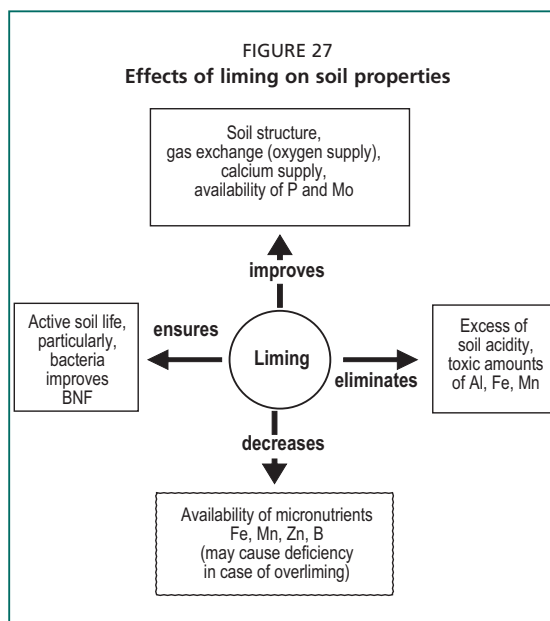 FIGURE 27
Effects of liming on soil properties
Soil structure,
gas exchange (oxygen supply),
calcium supply,
availability of P and Mo
improves
Active soil life,
particularly,
bacteria
improves
BNF
ensures
Liming
eliminates
Excess of
soil acidity,
toxic amounts
of Al, Fe, Mn
decreases
Availability of micronutrients
Fe, Mn, Zn, B
(may cause deficiency
in case of overliming)